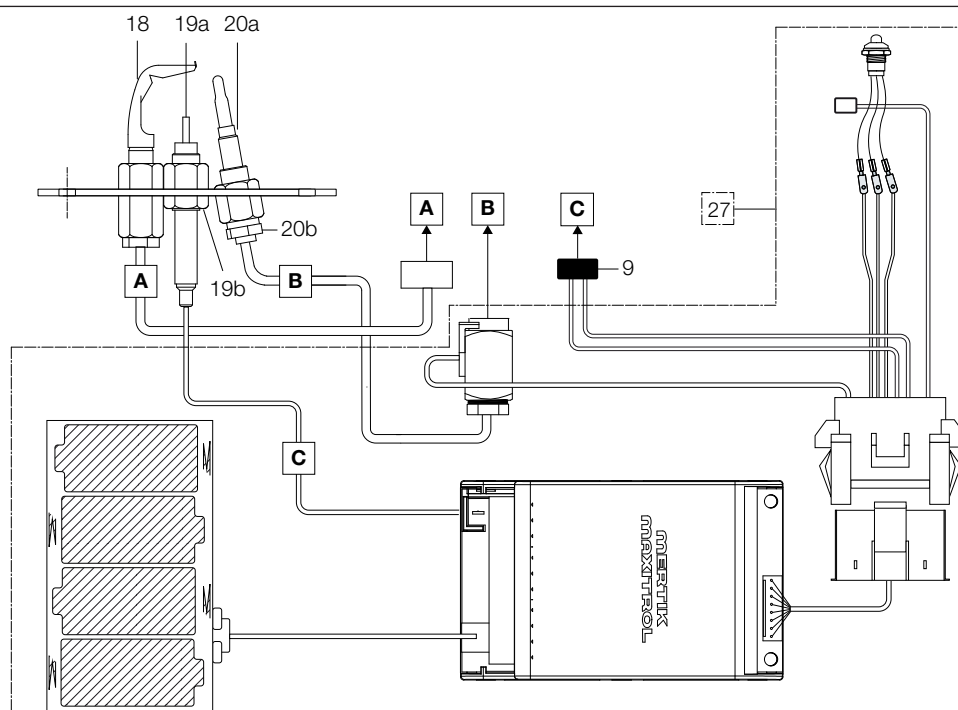 18 19a 20a
A B C 27
20b
9
A 19b B
C
MERTIK
MAXITROL